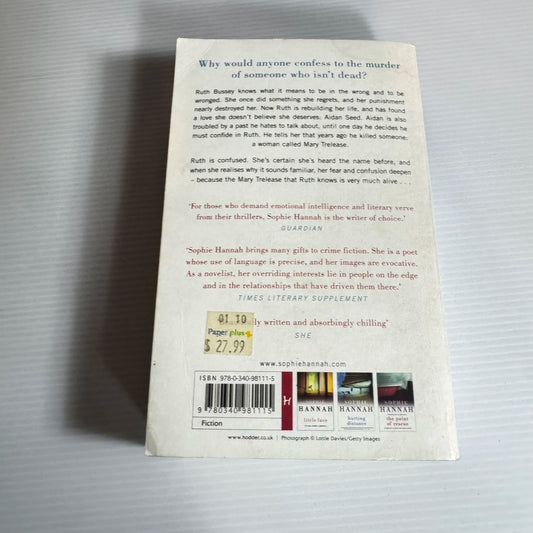 Why would anyone confess to the murder
of someone who isn't dead?
Ruth Bussey knows what it means to be in the wrong and to be
wronged. She once did something she regrets, and her punishment
nearly destroyed her. Now Ruth is rebuilding her life, and has found
a love she doesn't believe she deserves: Aidan Seed. Aidan is also
troubled by a past he hates to talk about, until one day he decides he
must confide in Ruth. He tells her that years ago he killed someone:
a woman called Mary Trelease.
Ruth is confused. She's certain she's heard the name before, and
when she realises why it sounds familiar, her fear and confusion deepen
– because the Mary Trelease that Ruth knows is very much alive . . .
'For those who demand emotional intelligence and literary verve
from their thrillers, Sophie Hannah is the writer of choice.'
GUARDIAN
'Sophie Hannah brings many gifts to crime fiction. She is a poet
whose use of language is precise, and her images are evocative.
As a novelist, her overriding interests lie in people on the edge
and in the relationships that have driven them there.'
TIMES LITERARY SUPPLEMENT
ly written and absorbingly chilling'
SHE
01.10
Paper plus
$ 27.99
www.sophiehannah.com
ISBN 978-0-340-98111-5
9 780340 981115
Fiction
H
HANNAH
little face
SOPHIE
HANNAH
hurting
distance
SOPHIE
HANNAH
the point
of rescue
www.hodder.co.uk | Photograph © Lottie Davies/Getty Images